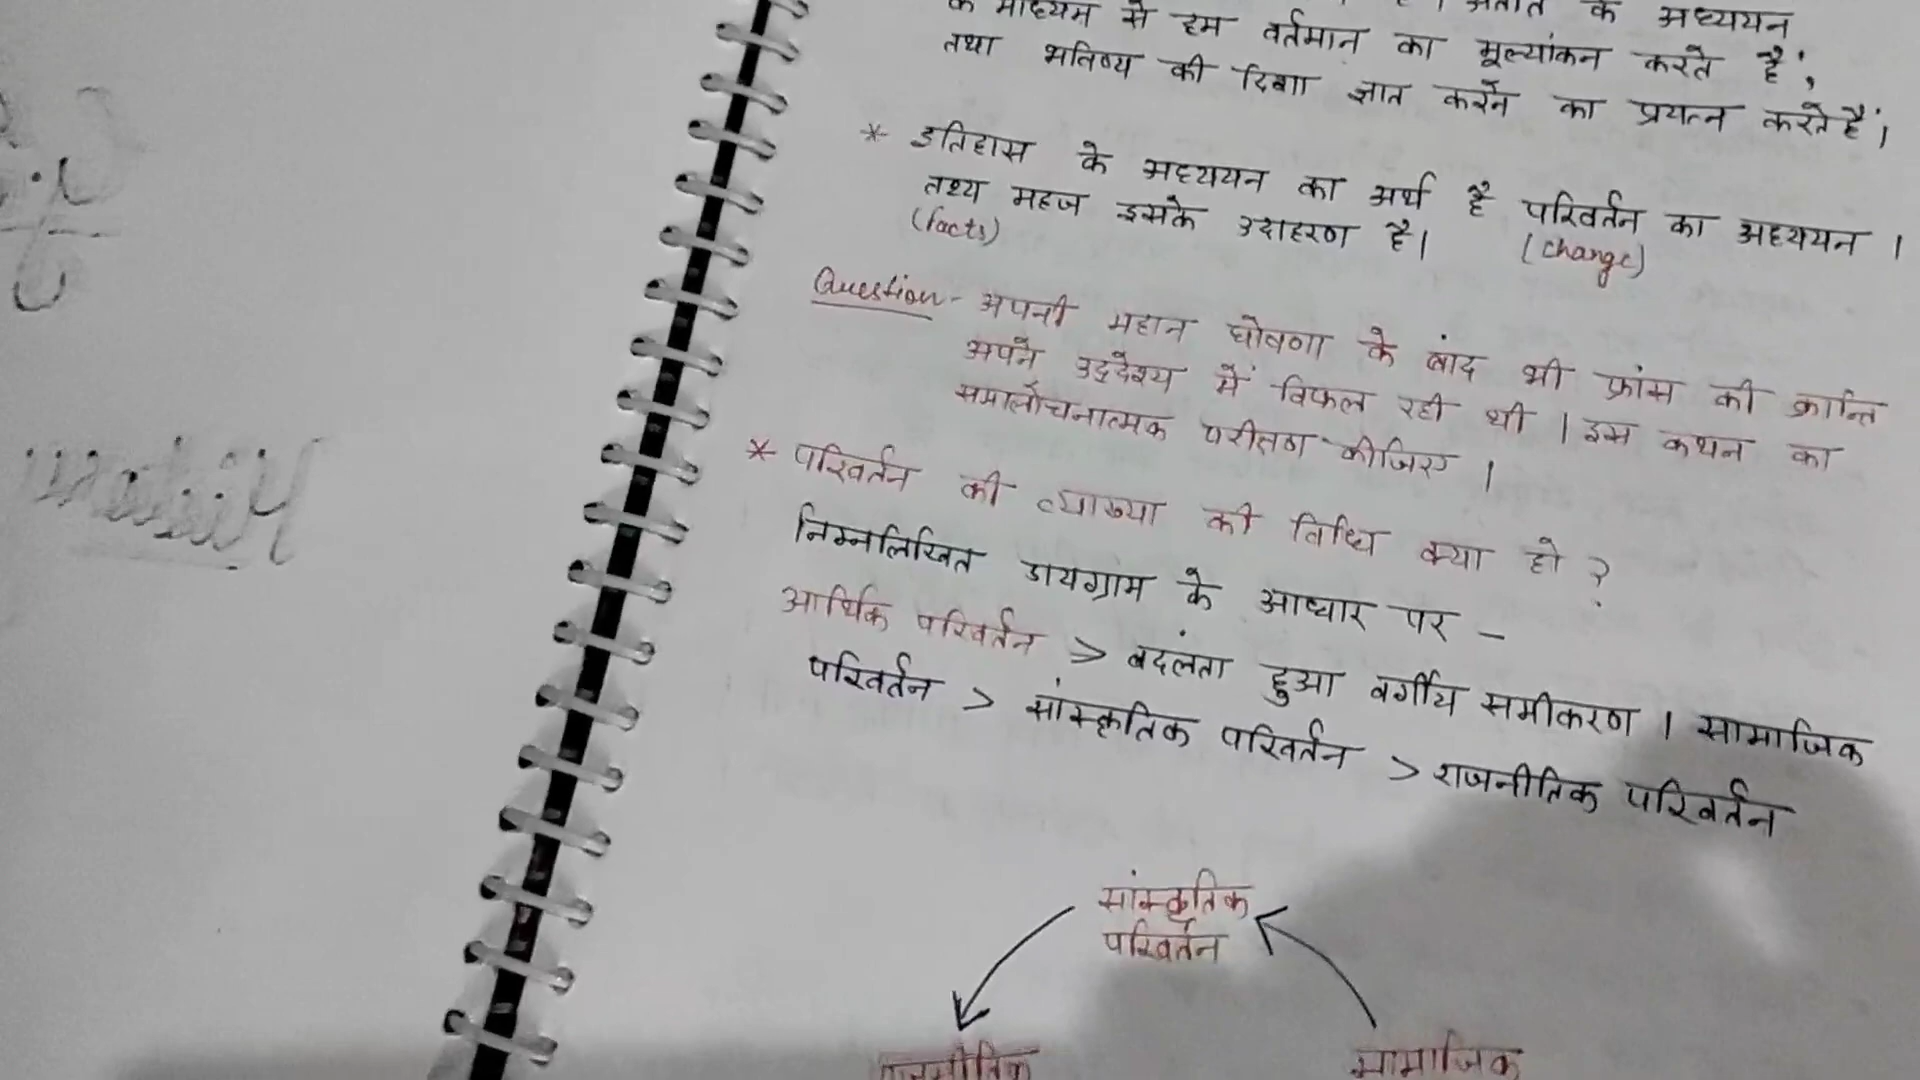 के माध्यम से हम वर्तमान का मूल्यांकन करते हैं,
तथा भविष्य की दिशा ज्ञात करने का प्रयत्न करते हैं।
* इतिहास के अध्ययन का अर्थ है परिवर्तन का अध्ययन ।
तथ्य महज इसके उदाहरण है।
(facts) (change)
Question - अपनी महान घोषणा के बांद भी फ्रांस की क्रान्ति
अपने उद्देश्य में विफल रही थी । इस कथन का
समालोचनात्मक परीक्षण कीजिए ।
* परिवर्तन की व्याख्या की विधि क्या हो ?
निम्नलिखित डायग्राम के आधार पर –
आर्थिक परिवर्तन > बदलंता हुआ वर्गीय समीकरण । सामाजिक
परिवर्तन > सांस्कृतिक परिवर्तन > राजनीतिक परिवर्तन
सांस्कृतिक
परिवर्तन
राजनीतिक सामाजिक